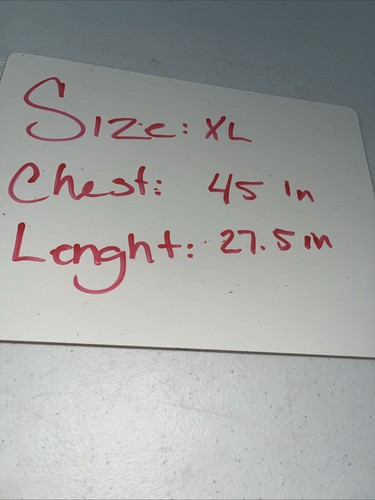 Size: XL
Chest: 45 in
Lenght: 27.5 in